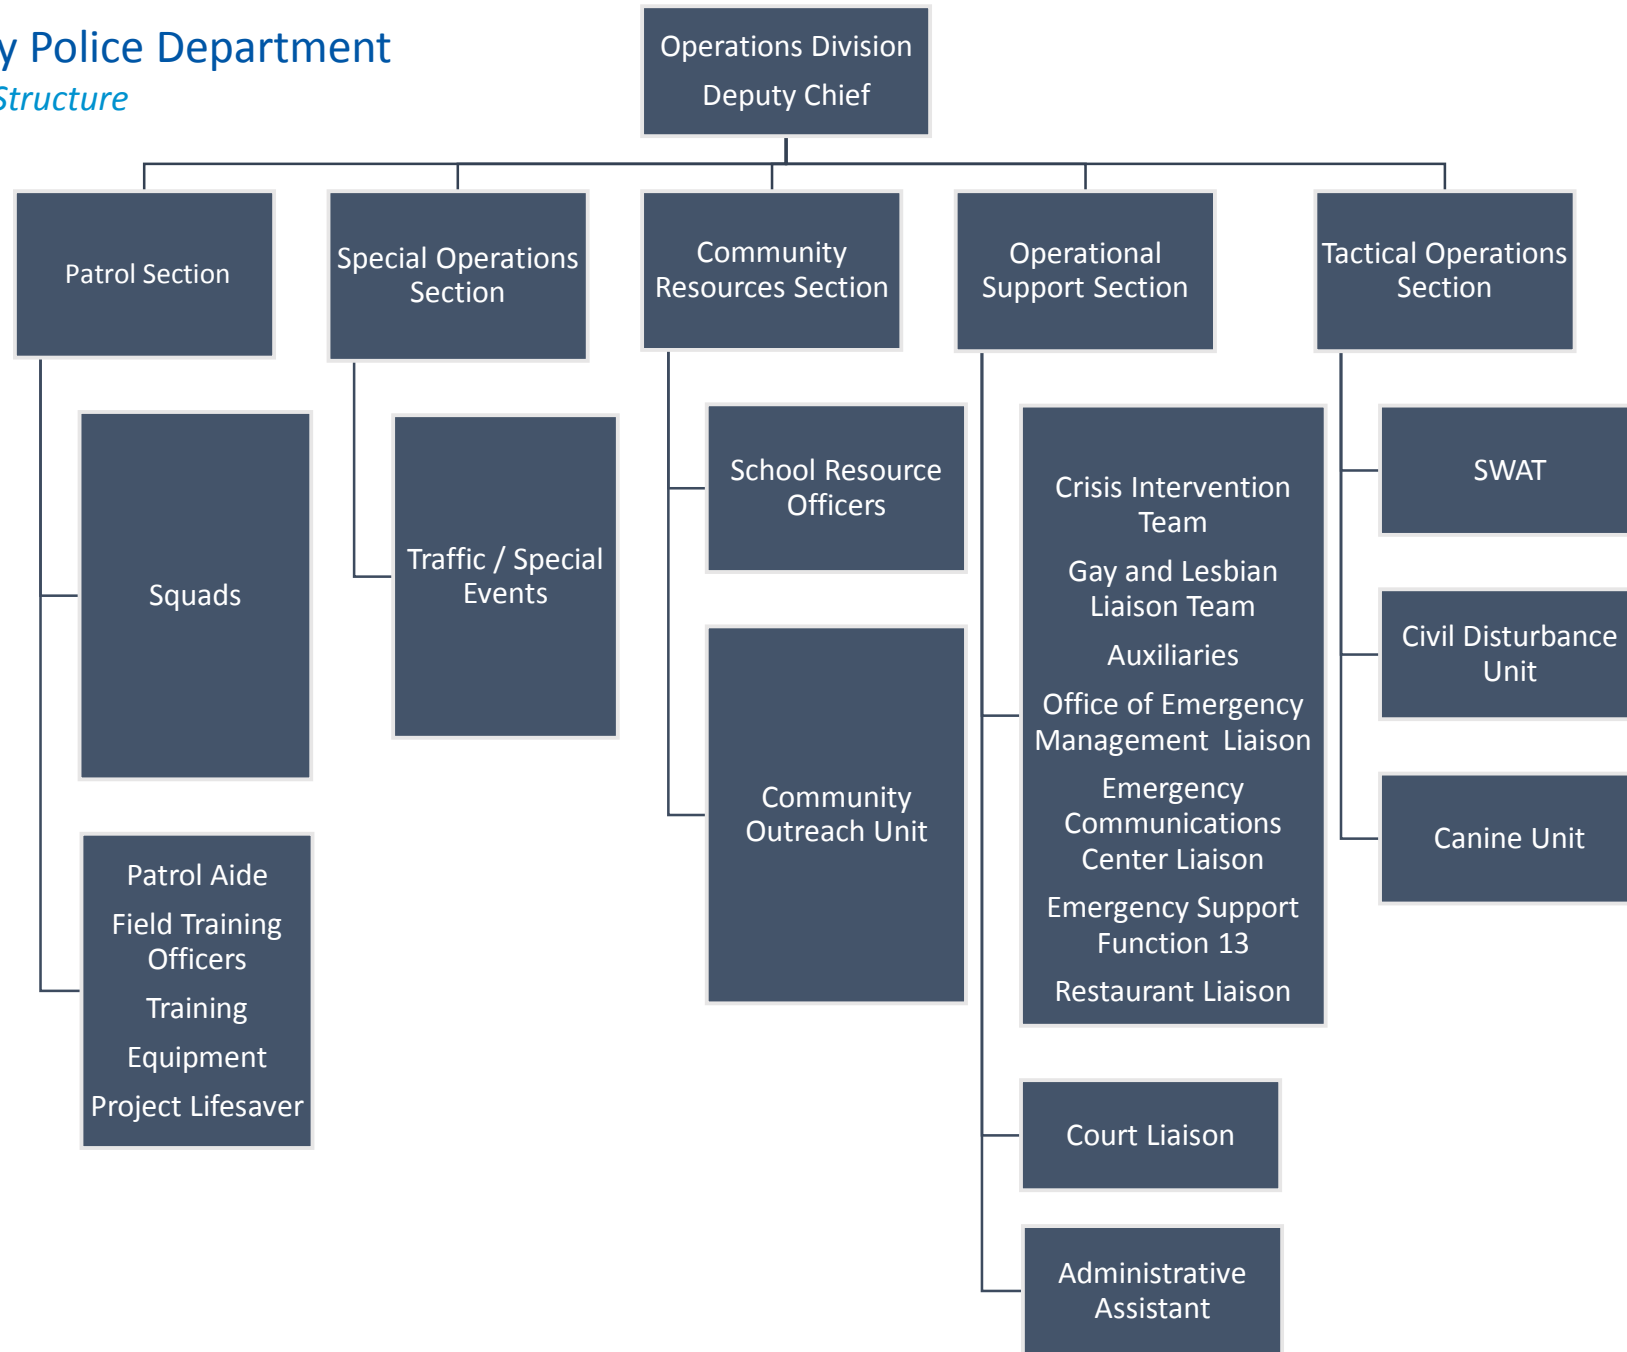 y Police Department
Structure
Operations Division
Deputy Chief
Patrol Section
Special Operations
Section
Community
Resources Section
Operational
Support Section
Tactical Operations
Section
Squads
Patrol Aide
Field Training
Officers
Training
Equipment
Project Lifesaver
Traffic / Special
Events
School Resource
Officers
Community
Outreach Unit
Crisis Intervention
Team
Gay and Lesbian
Liaison Team
Auxiliaries
Office of Emergency
Management  Liaison
Emergency
Communications
Center Liaison
Emergency Support
Function 13
Restaurant Liaison
Court Liaison
Administrative
Assistant
SWAT
Civil Disturbance
Unit
Canine Unit